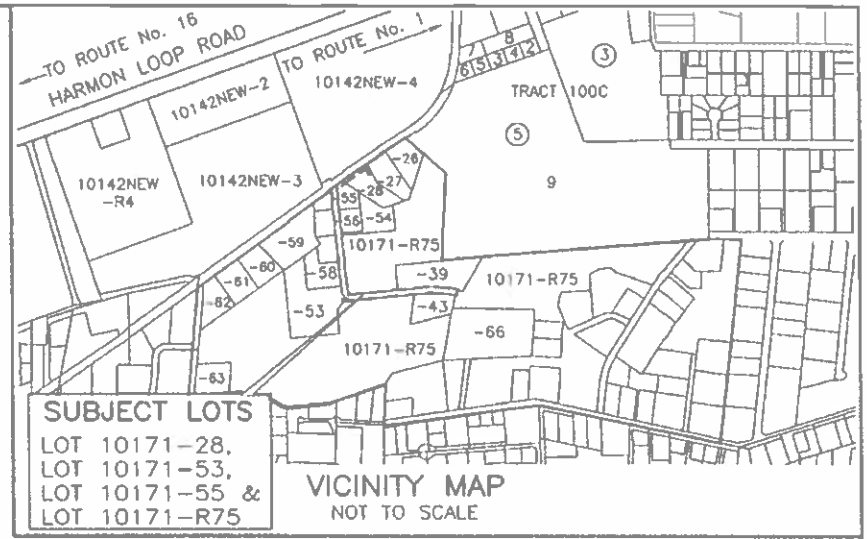 TO ROUTE No. 16
HARMON LOOP ROAD
TO ROUTE No. 1
10142NEW-2
10142NEW-4
7
8
6
5
3
4
2
3
TRACT 100C
5
9
10142NEW
-R4
10142NEW-3
-26
-27
-28
55
-56
-54
-59
-60
-61
-62
-58
10171-R75
-39
10171-R75
-43
-53
-66
10171-R75
-63
SUBJECT LOTS
LOT 10171-28,
LOT 10171-53,
LOT 10171-55 &
LOT 10171-R75
VICINITY MAP
NOT TO SCALE